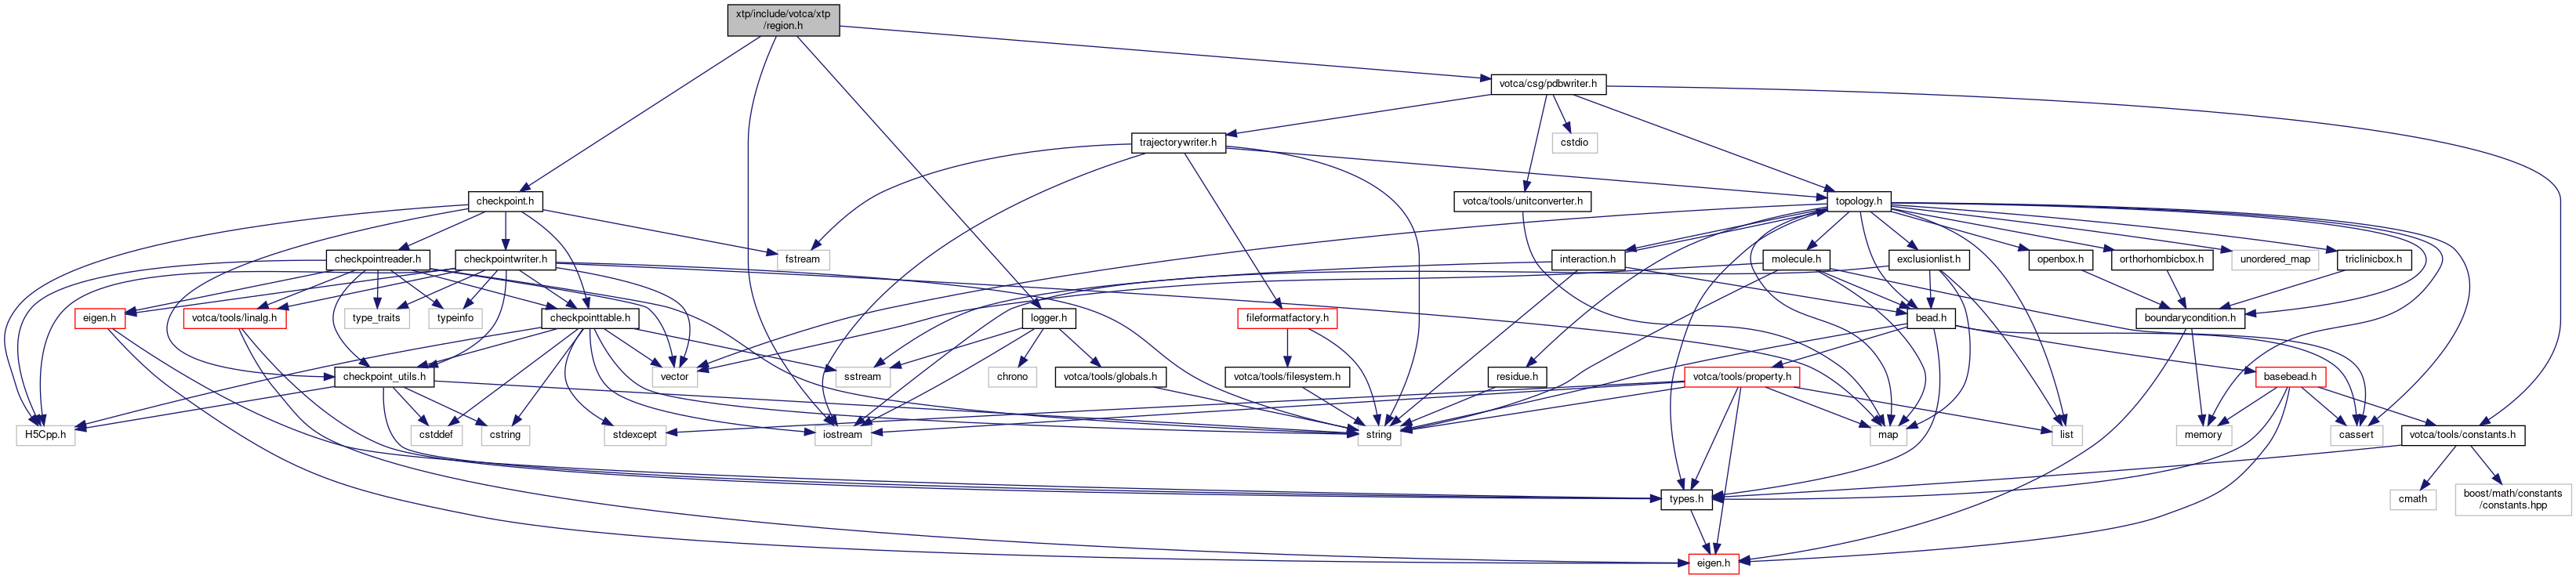 xtp/include/votca/xtp
/region.h
votca/csg/pdbwriter.h
trajectorywriter.h
cstdio
checkpoint.h
votca/tools/unitconverter.h
topology.h
checkpointreader.h
checkpointwriter.h
fstream
interaction.h
molecule.h
exclusionlist.h
openbox.h
orthorhombicbox.h
unordered_map
triclinicbox.h
eigen.h
votca/tools/linalg.h
type_traits
typeinfo
checkpointtable.h
logger.h
fileformatfactory.h
bead.h
boundarycondition.h
checkpoint_utils.h
vector
sstream
chrono
votca/tools/globals.h
votca/tools/filesystem.h
residue.h
votca/tools/property.h
basebead.h
H5Cpp.h
cstddef
cstring
stdexcept
iostream
string
map
list
memory
cassert
votca/tools/constants.h
types.h
cmath
boost/math/constants
/constants.hpp
eigen.h